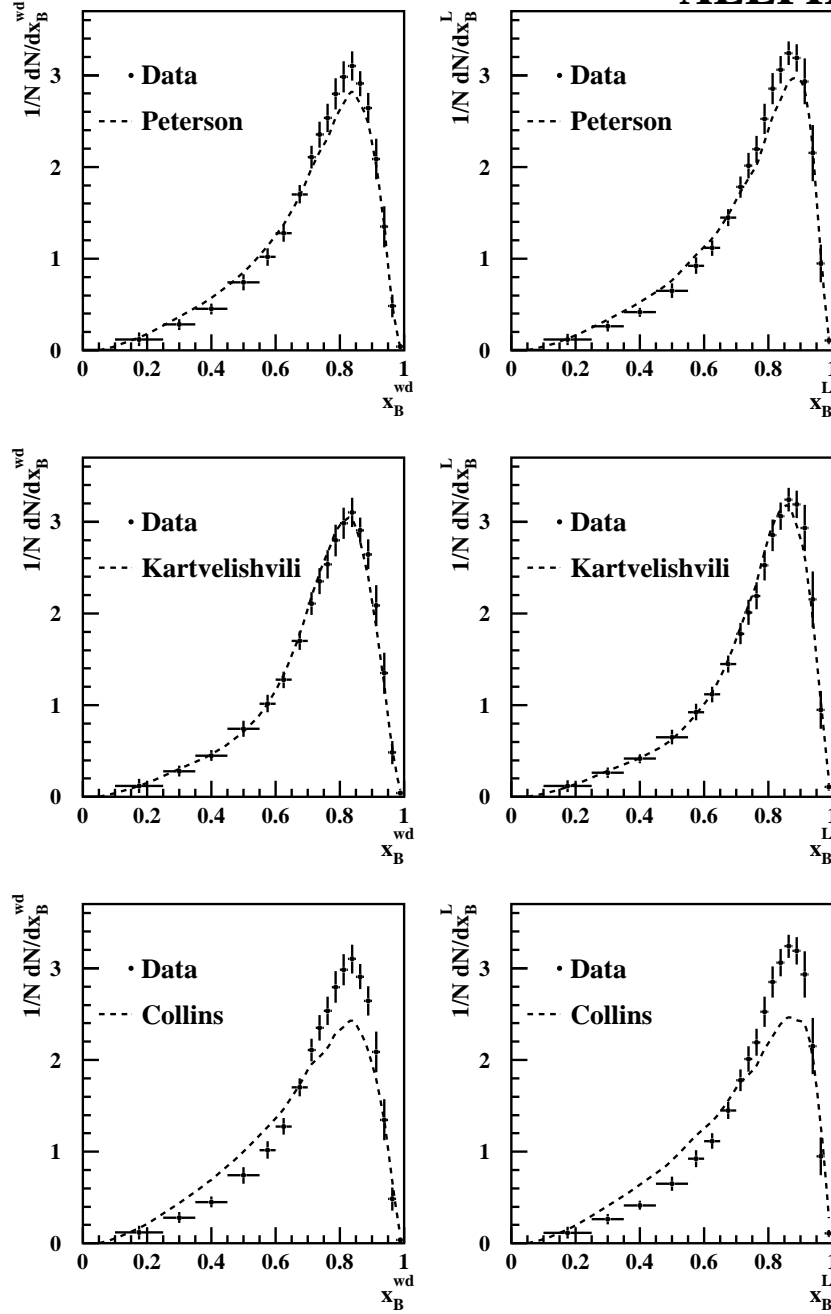 1/N dN/dx_B^wd
3
2
1
0
Data
Peterson
0 0.2 0.4 0.6 0.8 1
x_B^wd
1/N dN/dx_B^L
3
2
1
0
Data
Peterson
0 0.2 0.4 0.6 0.8 1
x_B^L
1/N dN/dx_B^wd
3
2
1
0
Data
Kartvelishvili
0 0.2 0.4 0.6 0.8 1
x_B^wd
1/N dN/dx_B^L
3
2
1
0
Data
Kartvelishvili
0 0.2 0.4 0.6 0.8 1
x_B^L
1/N dN/dx_B^wd
3
2
1
0
Data
Collins
0 0.2 0.4 0.6 0.8 1
x_B^wd
1/N dN/dx_B^L
3
2
1
0
Data
Collins
0 0.2 0.4 0.6 0.8 1
x_B^L